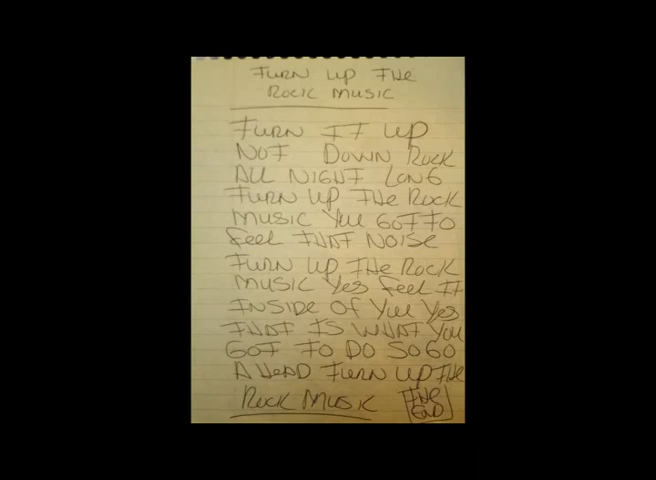 TURN UP THE
ROCK MUSIC
TURN IT UP
NOT DOWN ROCK
ALL NIGHT LONG
TURN UP THE ROCK
MUSIC YOU GOT TO
Feel THAT NOISE
TURN UP THE ROCK
MUSIC Yes Feel IT
INSIDE OF YOU Yes
THAT IS WHAT YOU
GOT TO DO SO GO
A HeAD TURN UP THE
ROCK MUSIC
THE
END